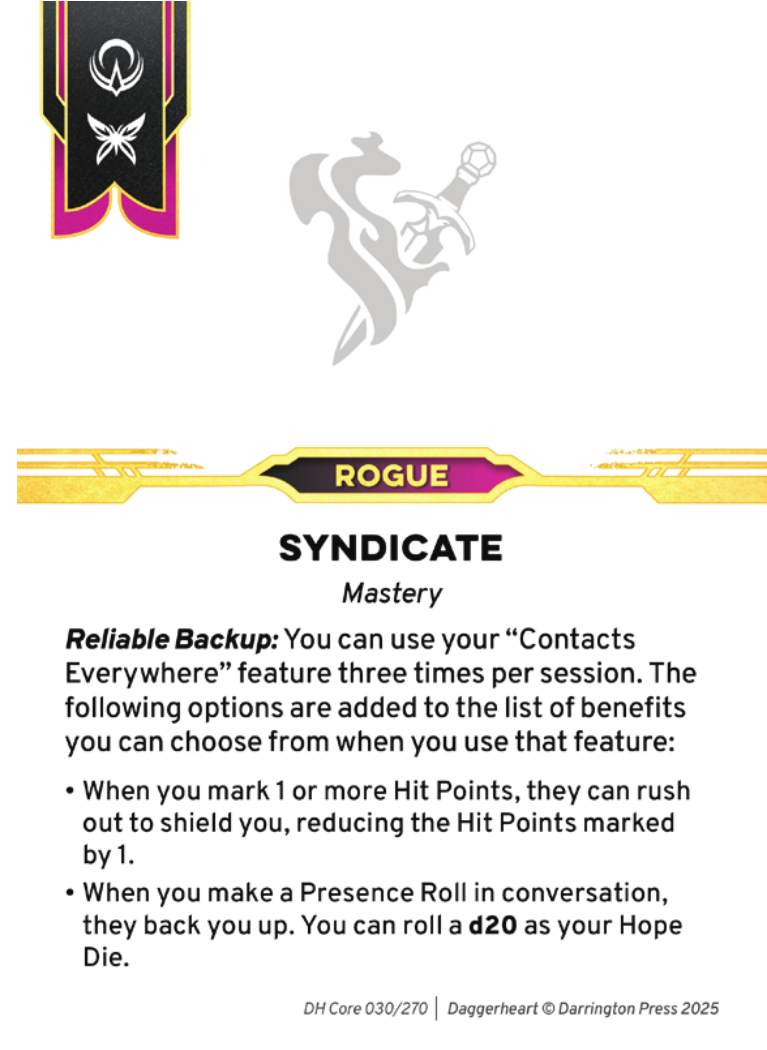 ROGUE
SYNDICATE
Mastery
Reliable Backup: You can use your “Contacts
Everywhere” feature three times per session. The
following options are added to the list of benefits
you can choose from when you use that feature:
• When you mark 1 or more Hit Points, they can rush
out to shield you, reducing the Hit Points marked
by 1.
• When you make a Presence Roll in conversation,
they back you up. You can roll a d20 as your Hope
Die.
DH Core 030/270 | Daggerheart © Darrington Press 2025